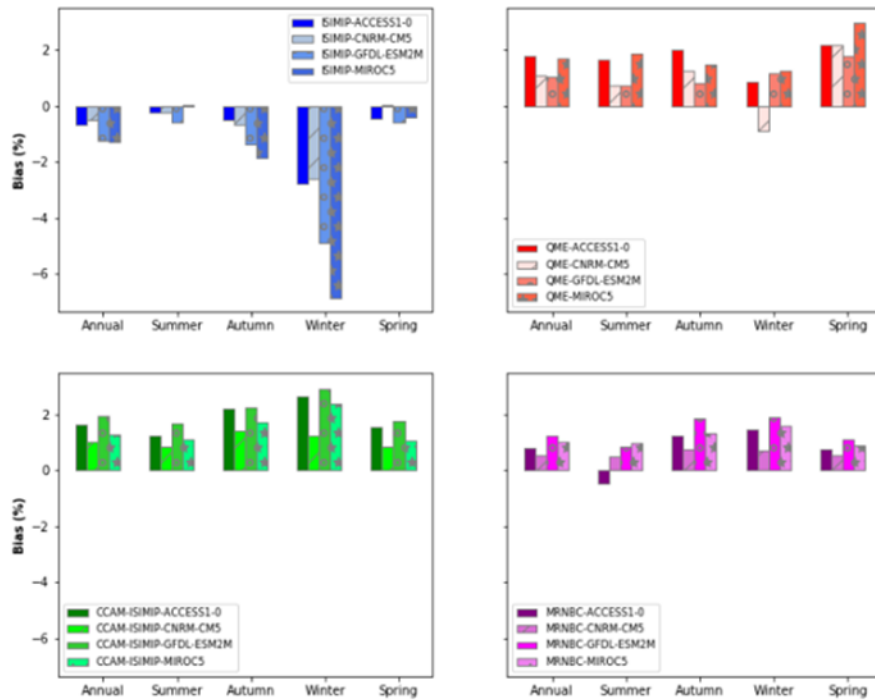 ISIMIP-ACCESS1-0
ISIMIP-CNRM-CM5
ISIMIP-GFDL-ESM2M
ISIMIP-MIROC5
Bias (%)
2
0
−2
−4
−6
Annual Summer Autumn Winter Spring
QME-ACCESS1-0
QME-CNRM-CM5
QME-GFDL-ESM2M
QME-MIROC5
Annual Summer Autumn Winter Spring
Bias (%)
2
0
−2
−4
−6
CCAM-ISIMIP-ACCESS1-0
CCAM-ISIMIP-CNRM-CM5
CCAM-ISIMIP-GFDL-ESM2M
CCAM-ISIMIP-MIROC5
Annual Summer Autumn Winter Spring
MRNBC-ACCESS1-0
MRNBC-CNRM-CM5
MRNBC-GFDL-ESM2M
MRNBC-MIROC5
Annual Summer Autumn Winter Spring